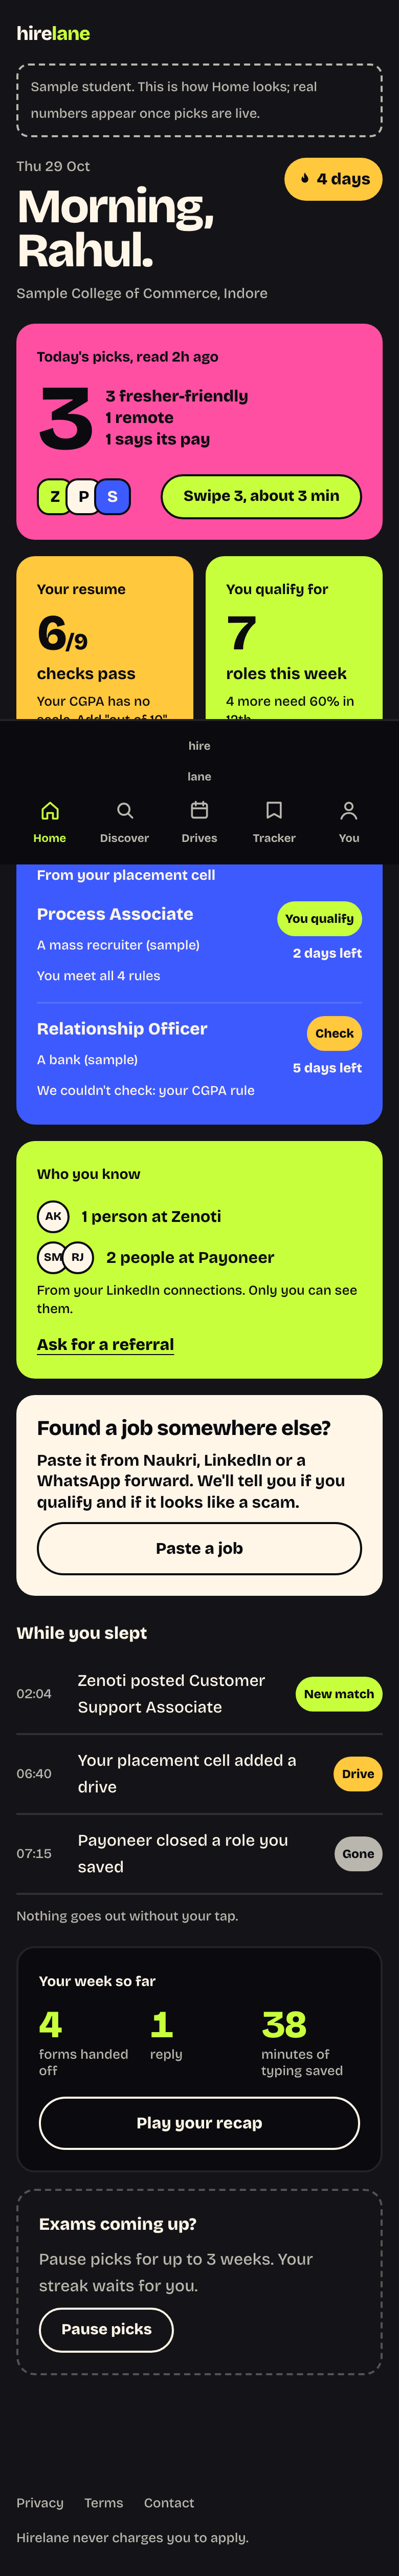 hirelane
Sample student. This is how Home looks; real
numbers appear once picks are live.
Thu 29 Oct
4 days
Morning,
Rahul.
Sample College of Commerce, Indore
Today's picks, read 2h ago
3
3 fresher-friendly
1 remote
1 says its pay
Z P S
Swipe 3, about 3 min
Your resume
6/9
checks pass
Your CGPA has no
scale. Add "out of 10"
You qualify for
7
roles this week
4 more need 60% in
12th
hire
lane
Home
Discover
Drives
Tracker
You
From your placement cell
Process Associate
You qualify
A mass recruiter (sample)
2 days left
You meet all 4 rules
Relationship Officer
Check
A bank (sample)
5 days left
We couldn't check: your CGPA rule
Who you know
AK
1 person at Zenoti
SM RJ
2 people at Payoneer
From your LinkedIn connections. Only you can see
them.
Ask for a referral
Found a job somewhere else?
Paste it from Naukri, LinkedIn or a
WhatsApp forward. We'll tell you if you
qualify and if it looks like a scam.
Paste a job
While you slept
02:04
Zenoti posted Customer
Support Associate
New match
06:40
Your placement cell added a
drive
Drive
07:15
Payoneer closed a role you
saved
Gone
Nothing goes out without your tap.
Your week so far
4
forms handed
off
1
reply
38
minutes of
typing saved
Play your recap
Exams coming up?
Pause picks for up to 3 weeks. Your
streak waits for you.
Pause picks
Privacy
Terms
Contact
Hirelane never charges you to apply.